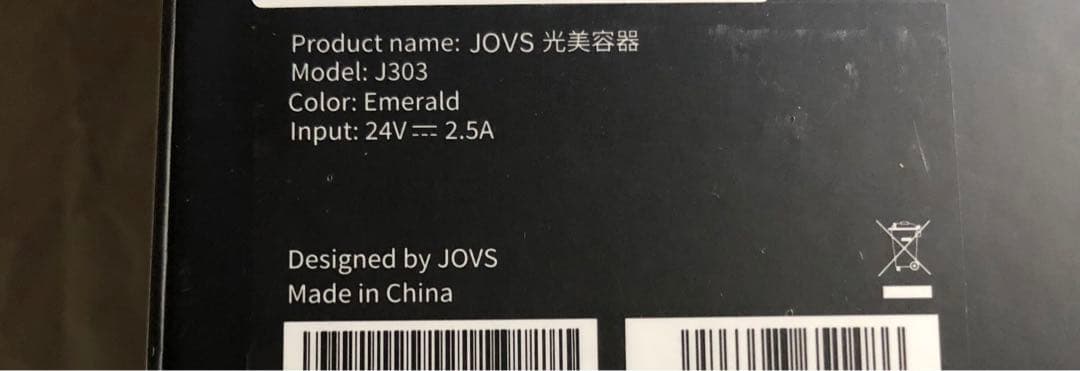 Product name: JOVS 光美容器
Model: J303
Color: Emerald
Input: 24V⎓2.5A
Designed by JOVS
Made in China